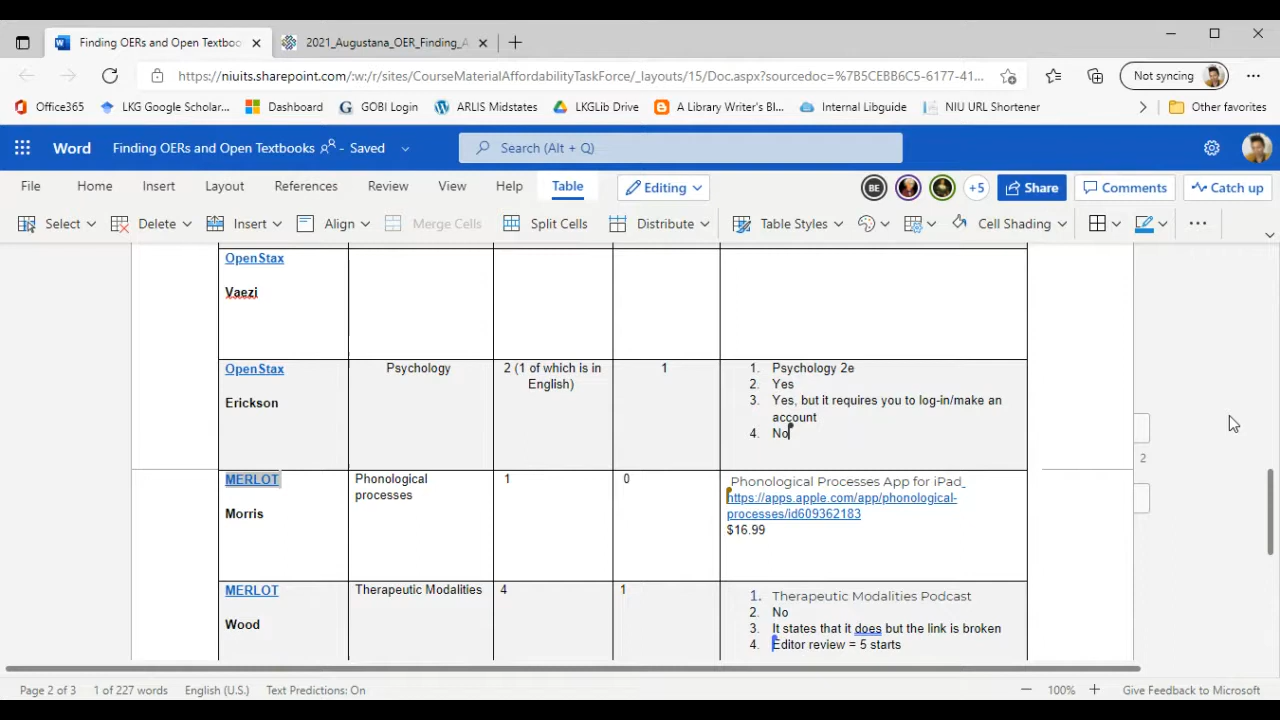 Finding OERs and Open Textbo
2021_Augustana_OER_Finding_A
https://niuits.sharepoint.com/:w:/r/sites/CourseMaterialAffordabilityTaskForce/_layouts/15/Doc.aspx?sourcedoc=%7B5CEBB6C5-6177-41...
Not syncing
Office365
LKG Google Scholar...
Dashboard
GOBI Login
ARLIS Midstates
LKGLib Drive
A Library Writer's Bl...
Internal Libguide
NIU URL Shortener
Other favorites
Word
Finding OERs and Open Textbooks - Saved
Search (Alt + Q)
File Home Insert Layout References Review View Help Table
Editing
BE
+5
Share
Comments
Catch up
Select Delete Insert Align Merge Cells Split Cells Distribute Table Styles Cell Shading
OpenStax
Vaezi
OpenStax
Erickson
Psychology
2 (1 of which is in
English)
1
1. Psychology 2e
2. Yes
3. Yes, but it requires you to log-in/make an
account
4. No
2
MERLOT
Morris
Phonological
processes
1
0
Phonological Processes App for iPad
https://apps.apple.com/app/phonological-
processes/id609362183
$16.99
MERLOT
Wood
Therapeutic Modalities
4
1
1. Therapeutic Modalities Podcast
2. No
3. It states that it does but the link is broken
4. Editor review = 5 starts
Page 2 of 3
1 of 227 words
English (U.S.)
Text Predictions: On
100%
Give Feedback to Microsoft